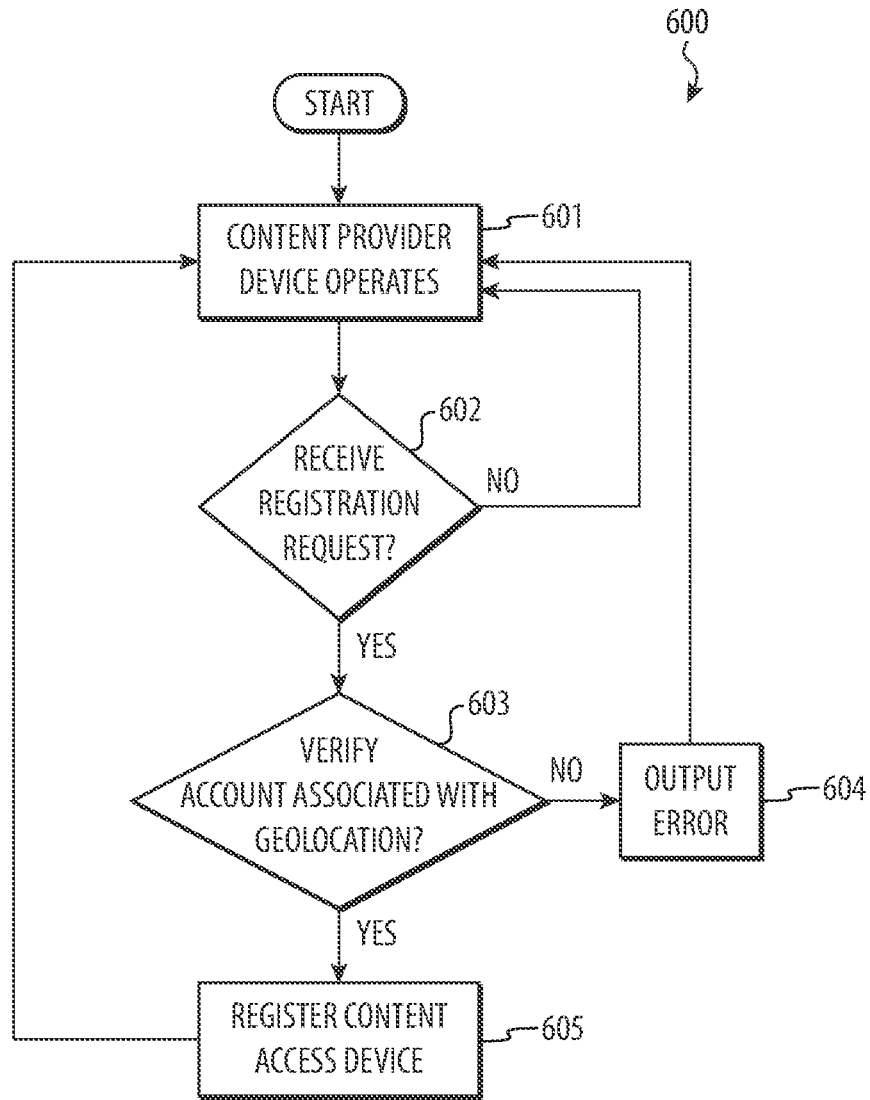 600
START
CONTENT PROVIDER
DEVICE OPERATES
601
RECEIVE
REGISTRATION
REQUEST?
602
NO
YES
VERIFY
ACCOUNT ASSOCIATED WITH
GEOLOCATION?
603
NO
OUTPUT
ERROR
604
YES
REGISTER CONTENT
ACCESS DEVICE
605